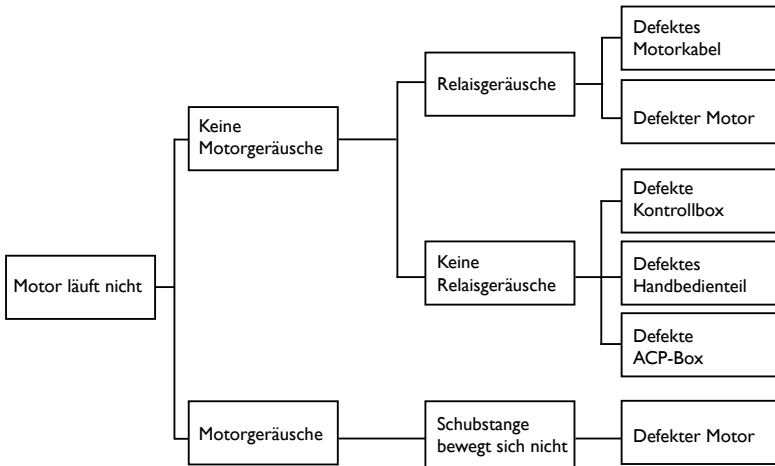 Motor läuft nicht
Keine
Motorgeräusche
Relaisgeräusche
Defektes
Motorkabel
Defekter Motor
Keine
Relaisgeräusche
Defekte
Kontrollbox
Defektes
Handbedienteil
Defekte
ACP-Box
Motorgeräusche
Schubstange
bewegt sich nicht
Defekter Motor